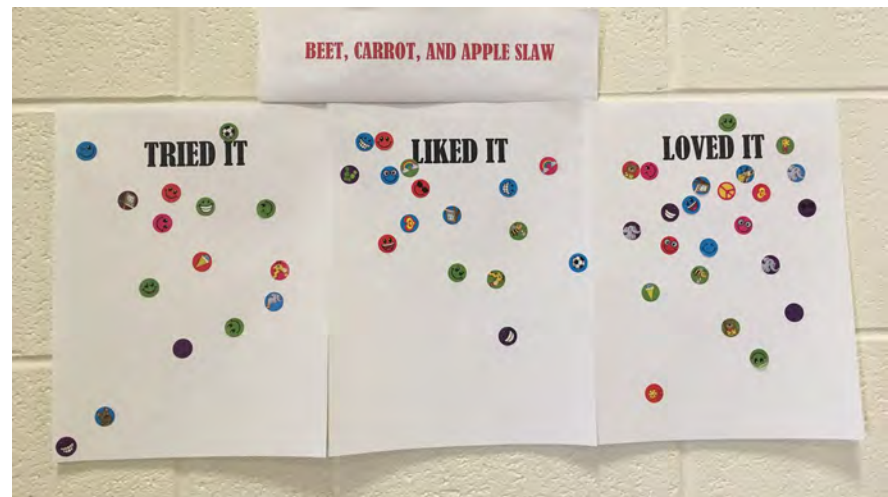 BEET, CARROT, AND APPLE SLAW
TRIED IT
LIKED IT
LOVED IT